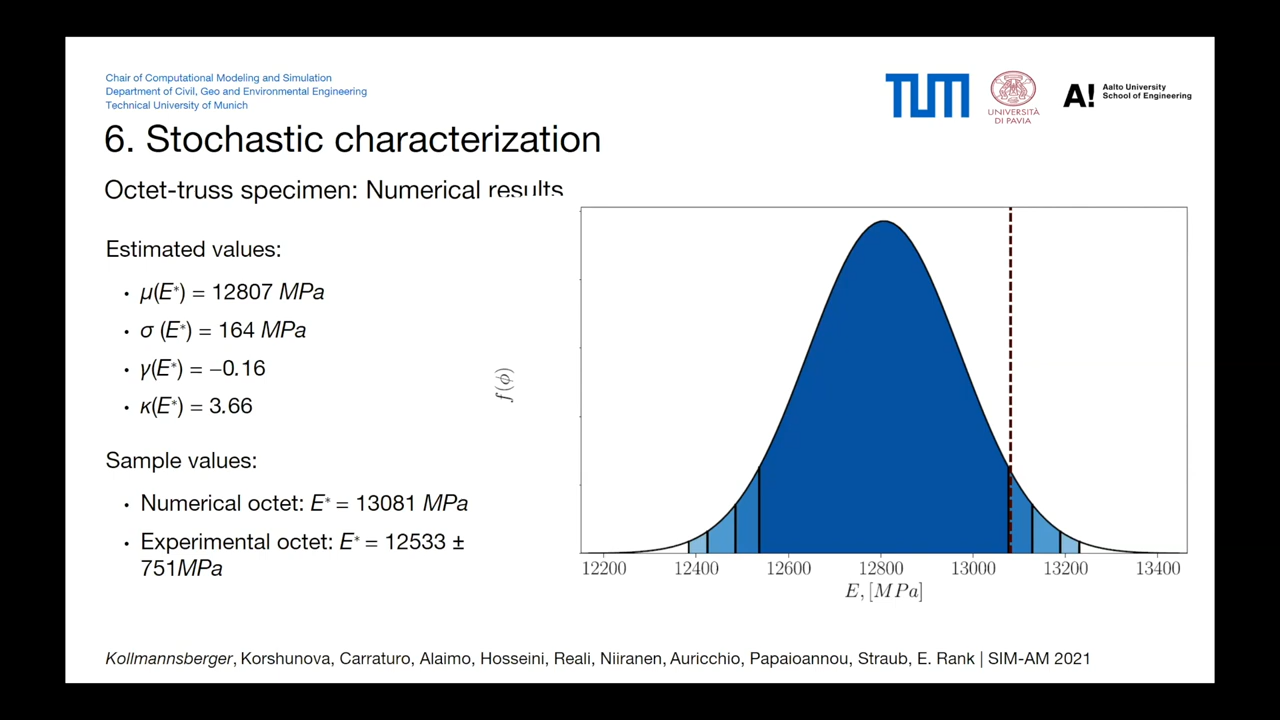 Chair of Computational Modeling and Simulation
Department of Civil, Geo and Environmental Engineering
Technical University of Munich
TUM
UNIVERSITÀ
DI PAVIA
A!
Aalto University
School of Engineering
6. Stochastic characterization
Octet-truss specimen: Numerical results
Estimated values:
• μ(E*) = 12807 MPa
• σ (E*) = 164 MPa
• γ(E*) = −0.16
• κ(E*) = 3.66
Sample values:
• Numerical octet: E* = 13081 MPa
• Experimental octet: E* = 12533 ±
751MPa
f(ϕ)
12200 12400 12600 12800 13000 13200 13400
E, [MPa]
Kollmannsberger, Korshunova, Carraturo, Alaimo, Hosseini, Reali, Niiranen, Auricchio, Papaioannou, Straub, E. Rank | SIM-AM 2021